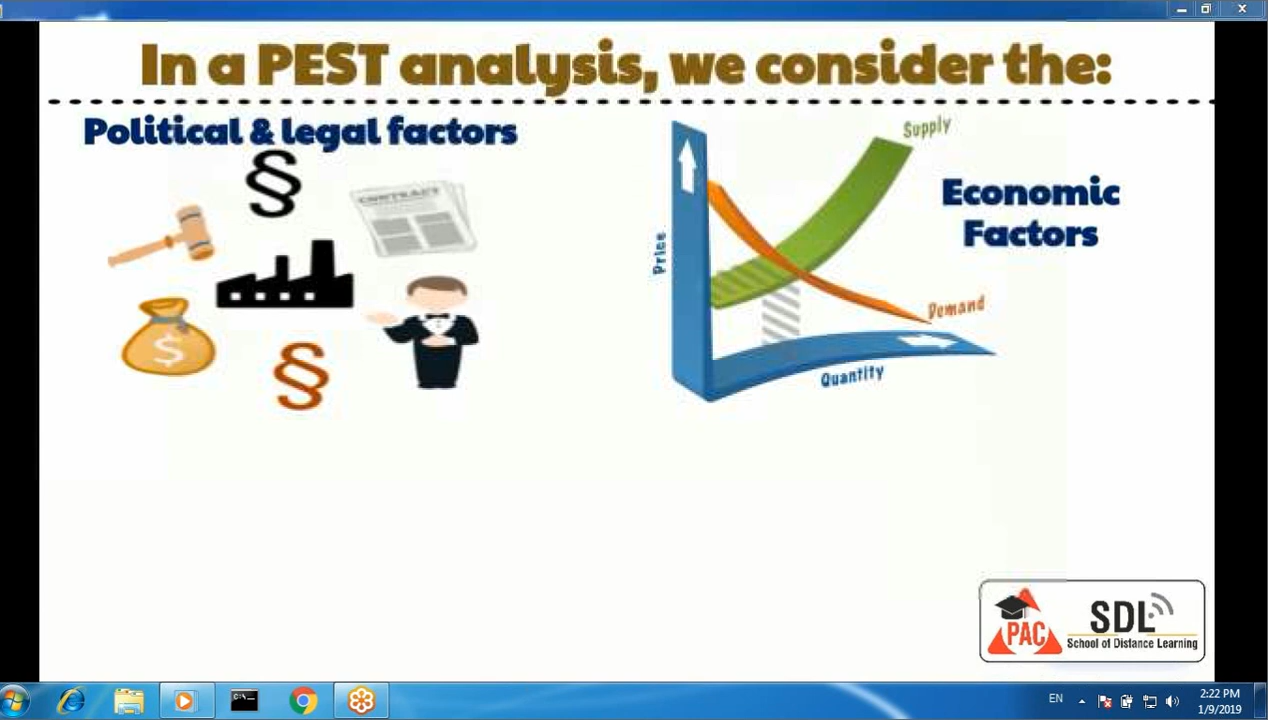 In a PEST analysis, we consider the:
Political & legal factors
§
CONTRACT
$
§
Supply
Economic
Factors
Price
Demand
Quantity
PAC
SDL
School of Distance Learning
EN
2:22 PM
1/9/2019